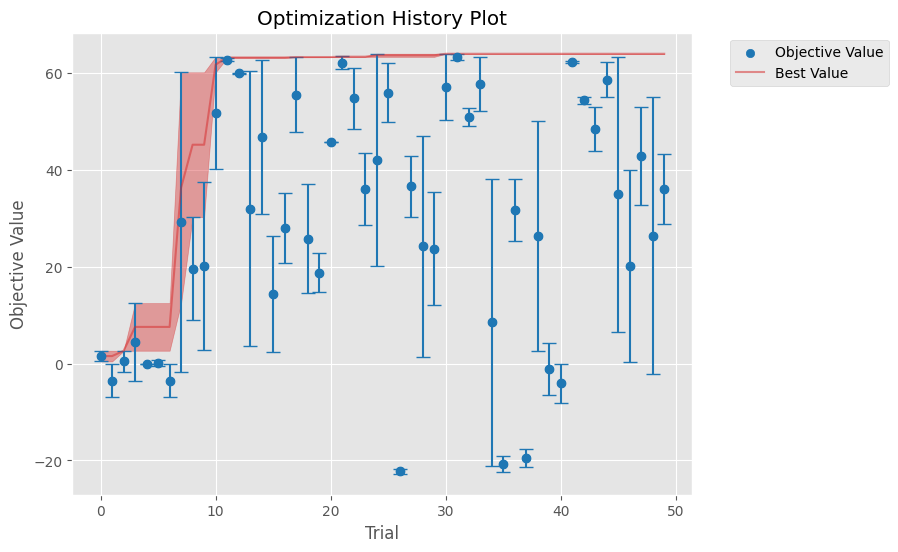 Optimization History Plot
Objective Value
Best Value
Objective Value
60
40
20
0
−20
0 10 20 30 40 50
Trial